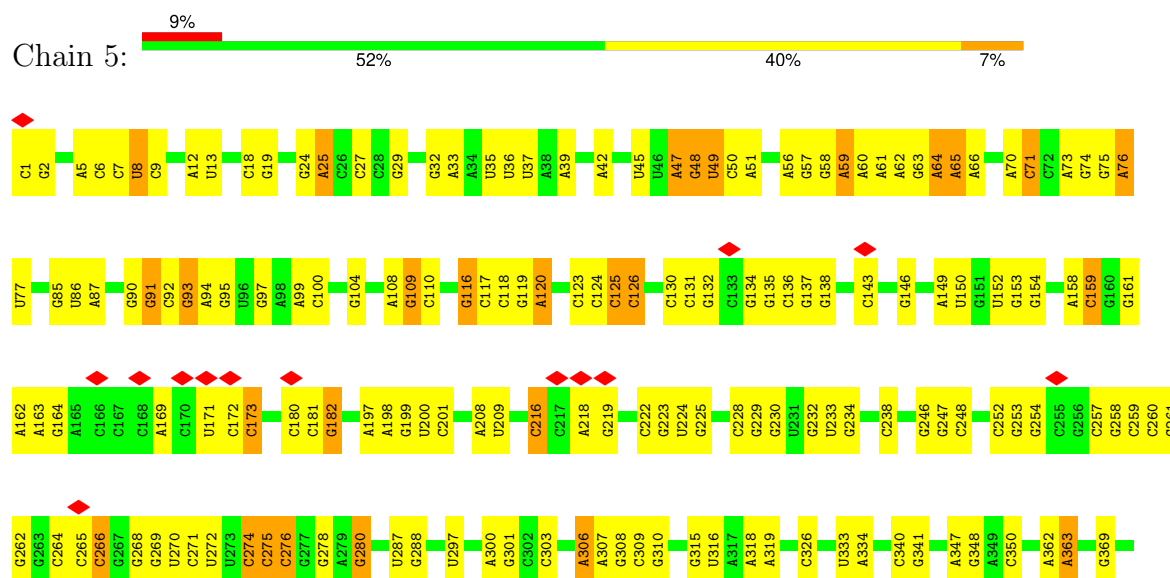 9%
Chain 5:
52% 40% 7%
C1 G2 A5 C6 C7 U8 C9 A12 U13 C18 G19 G24 A25 C26 C27 C28 G29 G32 A33 A34 U35 U36 U37 A38 A39 A42 U45 U46 A47 G48 U49 C50 A51 A56 G57 G58 A59 A60 A61 A62 G63 A64 A65 A66 A70 C71 C72 A73 G74 G75 A76
U77 G85 U86 A87 G90 G91 C92 G93 A94 G95 U96 G97 A98 A99 C100 G104 A108 G109 C110 G116 C117 C118 G119 A120 C123 C124 C125 C126 C130 C131 G132 C133 G134 G135 C136 G137 G138 C143 G146 A149 U150 G151 U152 G153 G154 A158 C159 G160 G161
A162 A163 G164 A165 C166 C167 C168 A169 C170 U171 C172 C173 C180 C181 G182 A197 A198 G199 U200 C201 A208 U209 C216 C217 A218 G219 C222 G223 U224 G225 C228 G229 G230 U231 G232 U233 G234 C238 G246 G247 C248 C252 G253 G254 C255 G256 C257 G258 C259 C260 G261
G262 G263 C264 C265 C266 G267 G268 G269 U270 C271 U272 U273 C274 C275 C276 G277 G278 A279 G280 U287 G288 U297 A300 G301 C302 C303 A306 A307 G308 C309 G310 G315 U316 A317 A318 A319 C326 U333 A334 C340 G341 A347 G348 A349 C350 A362 A363 G369